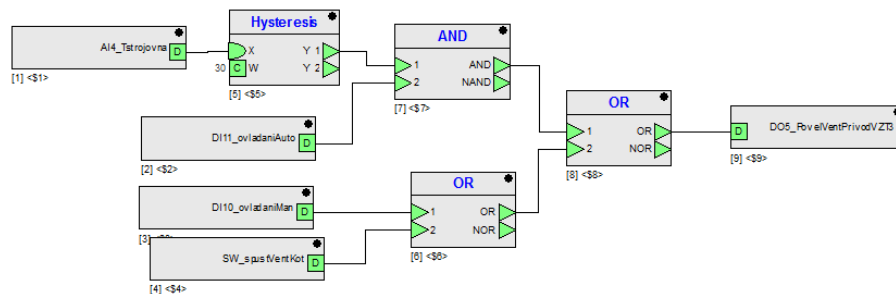 AI4_Tstrojovna
D
[1] <$1>
Hysteresis
X
Y 1
30
C
W
Y 2
[5] <$5>
AND
1
AND
2
NAND
[7] <$7>
DI11_ovladaniAuto
D
[2] <$2>
OR
1
OR
2
NOR
[8] <$8>
D
DO5_PovelVentPrivodVZT3
[9] <$9>
DI10_ovladaniMan
D
[3]
OR
1
OR
2
NOR
[6] <$6>
SW_spustVentKot
D
[4] <$4>